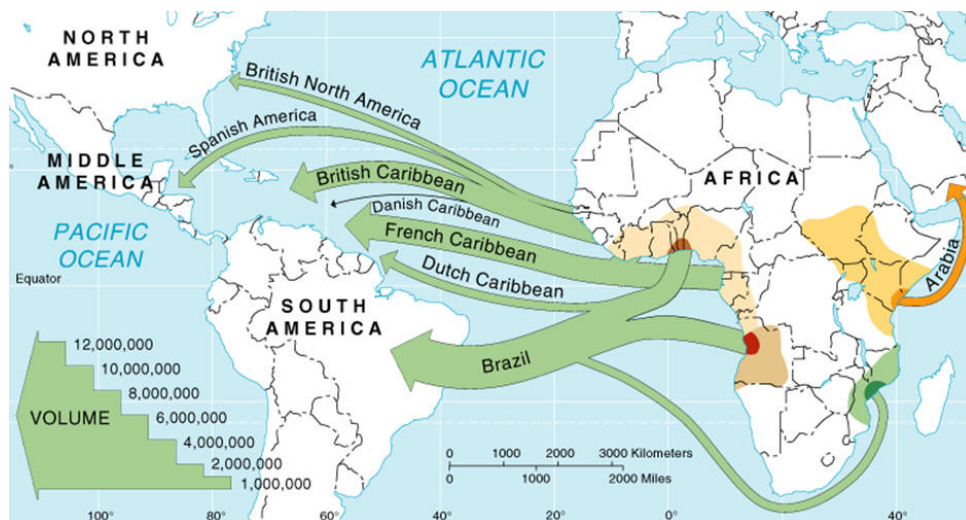 NORTH
AMERICA
ATLANTIC
OCEAN
British North America
Spanish America
MIDDLE
AMERICA
British Caribbean
AFRICA
Danish Caribbean
PACIFIC
OCEAN
French Caribbean
Arabia
Dutch Caribbean
Equator
SOUTH
AMERICA
Brazil
12,000,000
10,000,000
8,000,000
VOLUME
6,000,000
4,000,000
2,000,000
1,000,000
0 1000 2000 3000 Kilometers
0 1000 2000 Miles
100° 80° 60° 40° 20° 0° 20° 40°